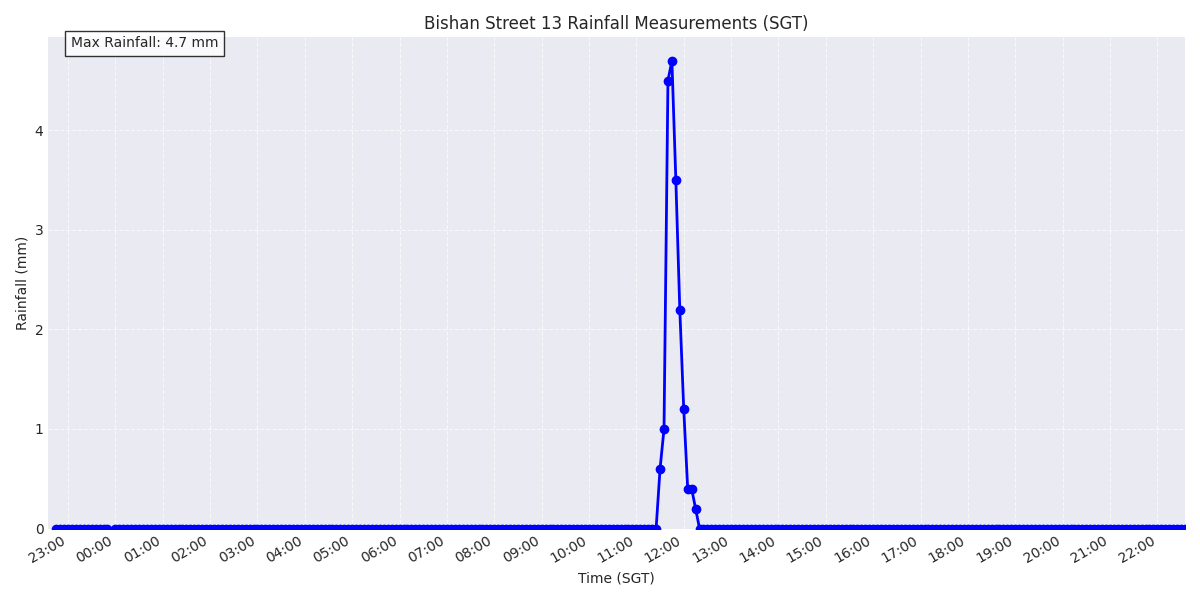 Bishan Street 13 Rainfall Measurements (SGT)
Max Rainfall: 4.7 mm
4
3
2
1
0
Rainfall (mm)
23:00 00:00 01:00 02:00 03:00 04:00 05:00 06:00 07:00 08:00 09:00 10:00 11:00 12:00 13:00 14:00 15:00 16:00 17:00 18:00 19:00 20:00 21:00 22:00
Time (SGT)